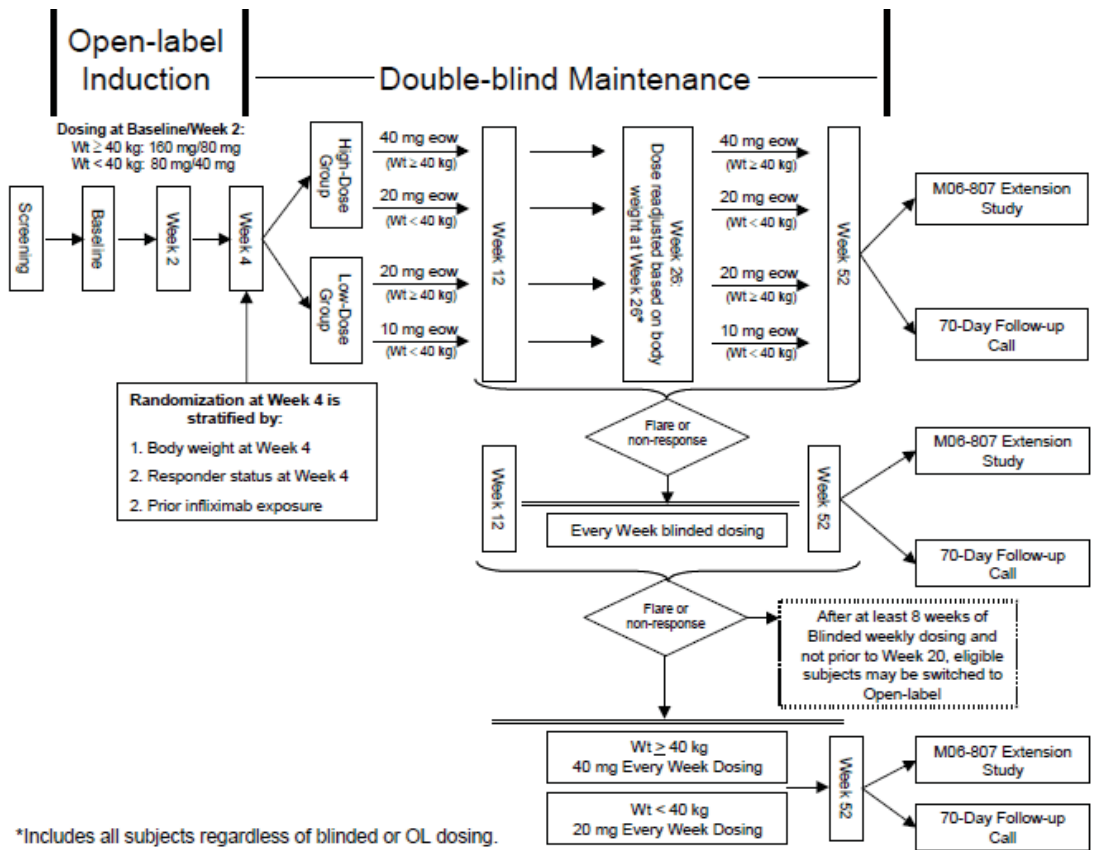 Open-label
Induction
Double-blind Maintenance
Dosing at Baseline/Week 2:
Wt ≥ 40 kg: 160 mg/80 mg
Wt < 40 kg: 80 mg/40 mg
Screening
Baseline
Week 2
Week 4
High-Dose
Group
Low-Dose
Group
40 mg eow
(Wt ≥ 40 kg)
20 mg eow
(Wt < 40 kg)
20 mg eow
(Wt ≥ 40 kg)
10 mg eow
(Wt < 40 kg)
Week 12
Week 26:
Dose readjusted based on body
weight at Week 26*
40 mg eow
(Wt ≥ 40 kg)
20 mg eow
(Wt < 40 kg)
20 mg eow
(Wt ≥ 40 kg)
10 mg eow
(Wt < 40 kg)
Week 52
M06-807 Extension
Study
70-Day Follow-up
Call
Randomization at Week 4 is
stratified by:
1. Body weight at Week 4
2. Responder status at Week 4
2. Prior infliximab exposure
Flare or
non-response
Week 12
Every Week blinded dosing
Week 52
M06-807 Extension
Study
70-Day Follow-up
Call
Flare or
non-response
After at least 8 weeks of
Blinded weekly dosing and
not prior to Week 20, eligible
subjects may be switched to
Open-label
Wt ≥ 40 kg
40 mg Every Week Dosing
Wt < 40 kg
20 mg Every Week Dosing
Week 52
M06-807 Extension
Study
70-Day Follow-up
Call
*Includes all subjects regardless of blinded or OL dosing.